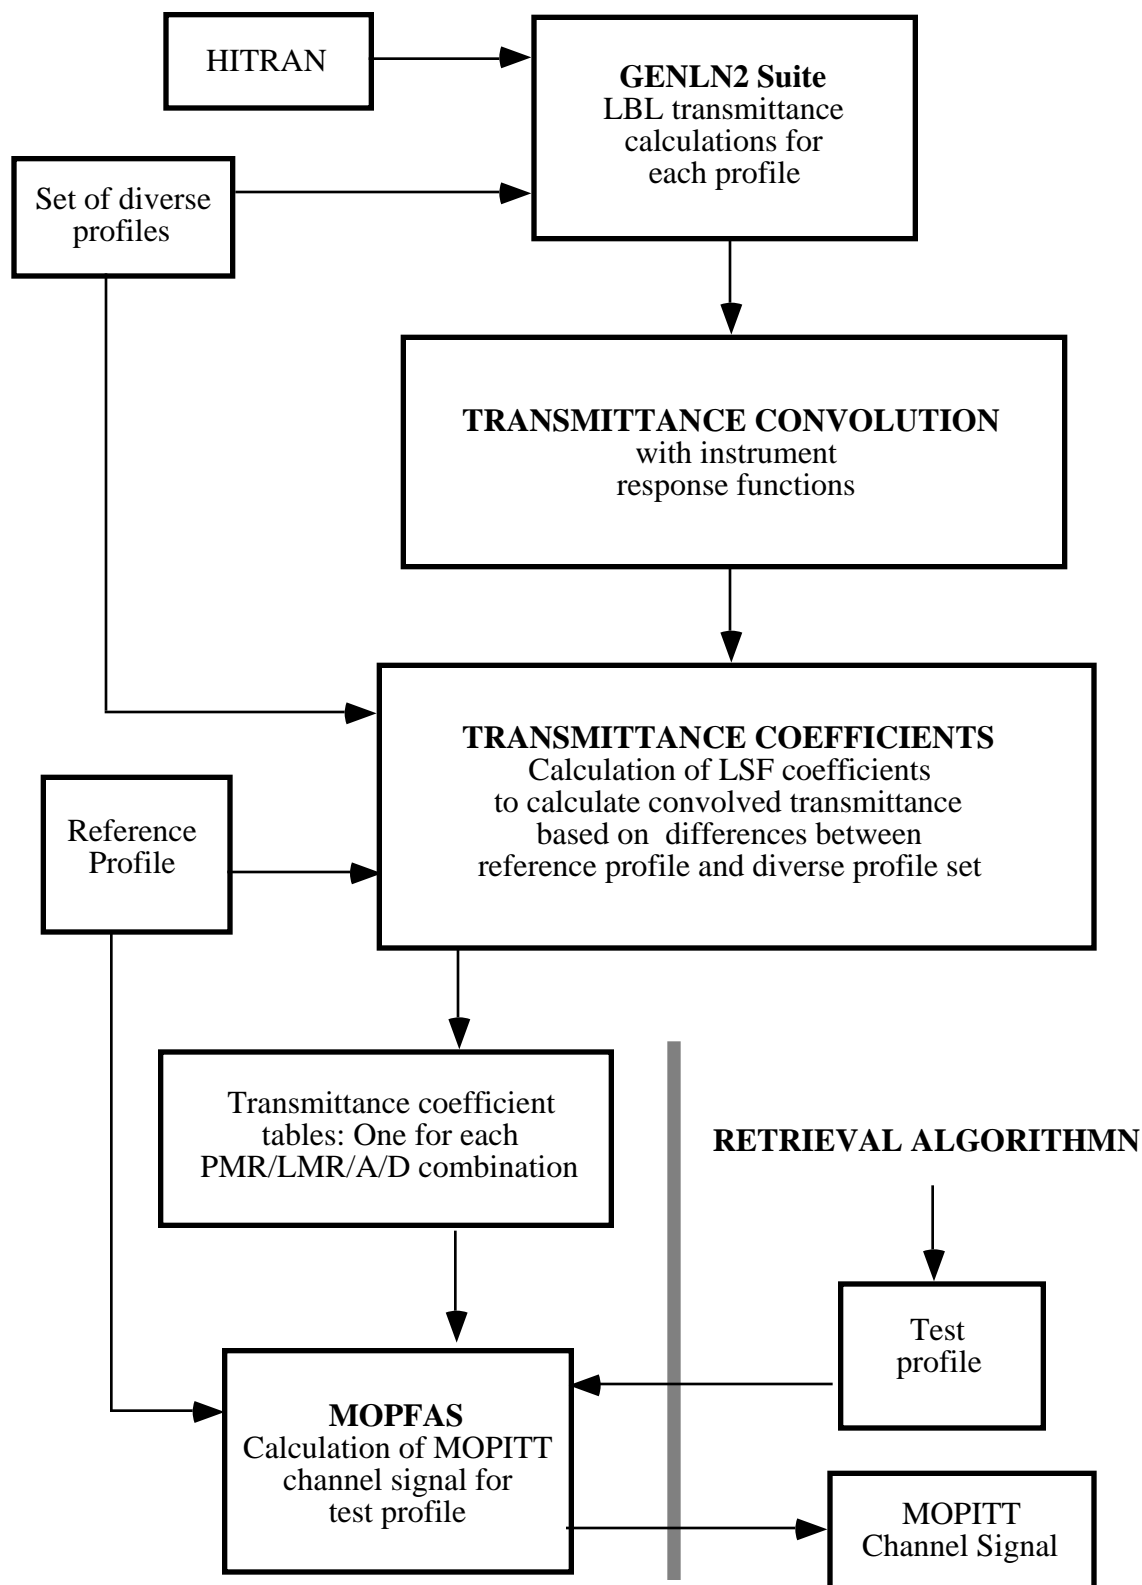 HITRAN
GENLN2 Suite
LBL transmittance
calculations for
each profile
Set of diverse
profiles
TRANSMITTANCE CONVOLUTION
with instrument
response functions
TRANSMITTANCE COEFFICIENTS
Calculation of LSF coefficients
to calculate convolved transmittance
based on differences between
reference profile and diverse profile set
Reference
Profile
Transmittance coefficient
tables: One for each
PMR/LMR/A/D combination
RETRIEVAL ALGORITHMN
Test
profile
MOPFAS
Calculation of MOPITT
channel signal for
test profile
MOPITT
Channel Signal